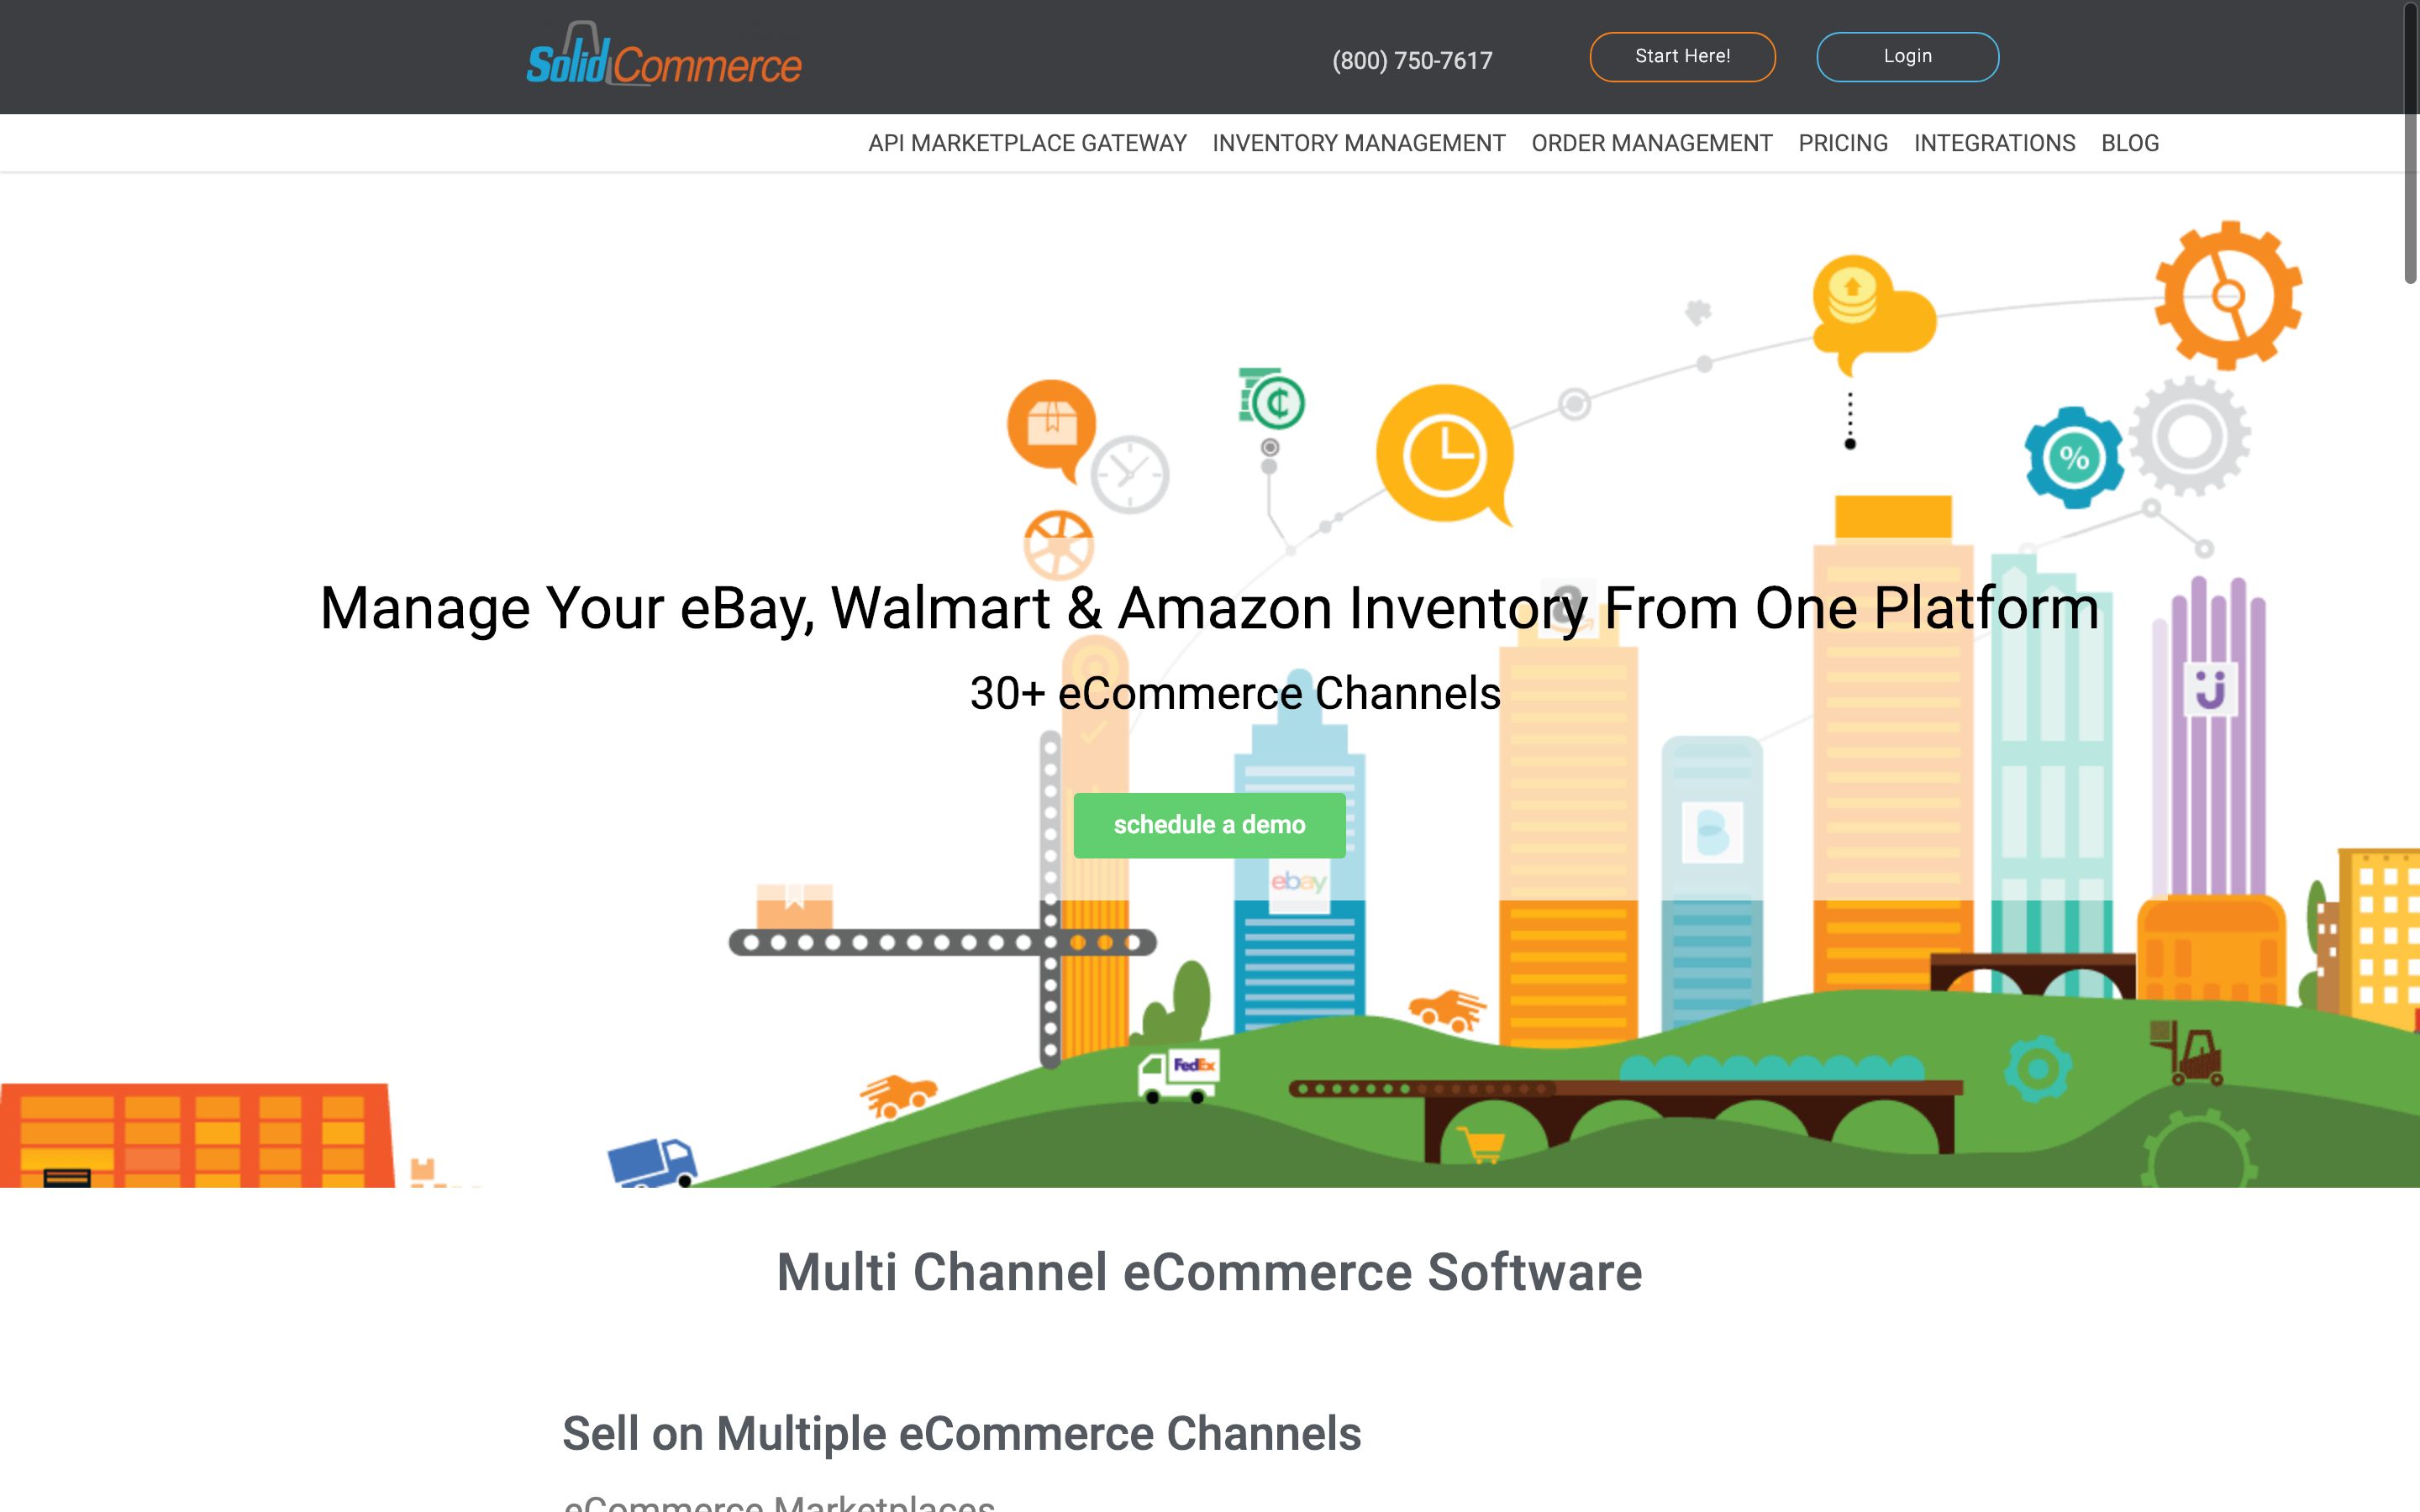 SolidCommerce
(800) 750-7617
Start Here!
Login
API MARKETPLACE GATEWAY INVENTORY MANAGEMENT ORDER MANAGEMENT PRICING INTEGRATIONS BLOG
¢
%
Manage Your eBay, Walmart & Amazon Inventory From One Platform
30+ eCommerce Channels
schedule a demo
ebay
FedEx
Multi Channel eCommerce Software
Sell on Multiple eCommerce Channels
eCommerce Marketplaces